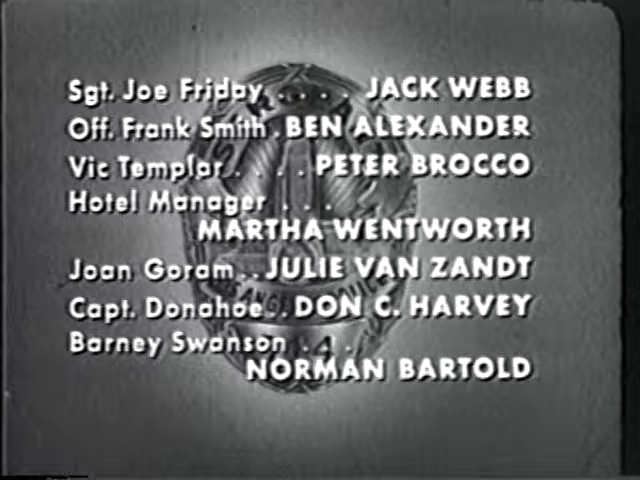 Sgt. Joe Friday . . . . JACK WEBB
Off. Frank Smith . BEN ALEXANDER
Vic Templar . . . . PETER BROCCO
Hotel Manager . . .
MARTHA WENTWORTH
Joan Goram . . JULIE VAN ZANDT
Capt. Donahoe . . DON C. HARVEY
Barney Swanson . . .
NORMAN BARTOLD
714